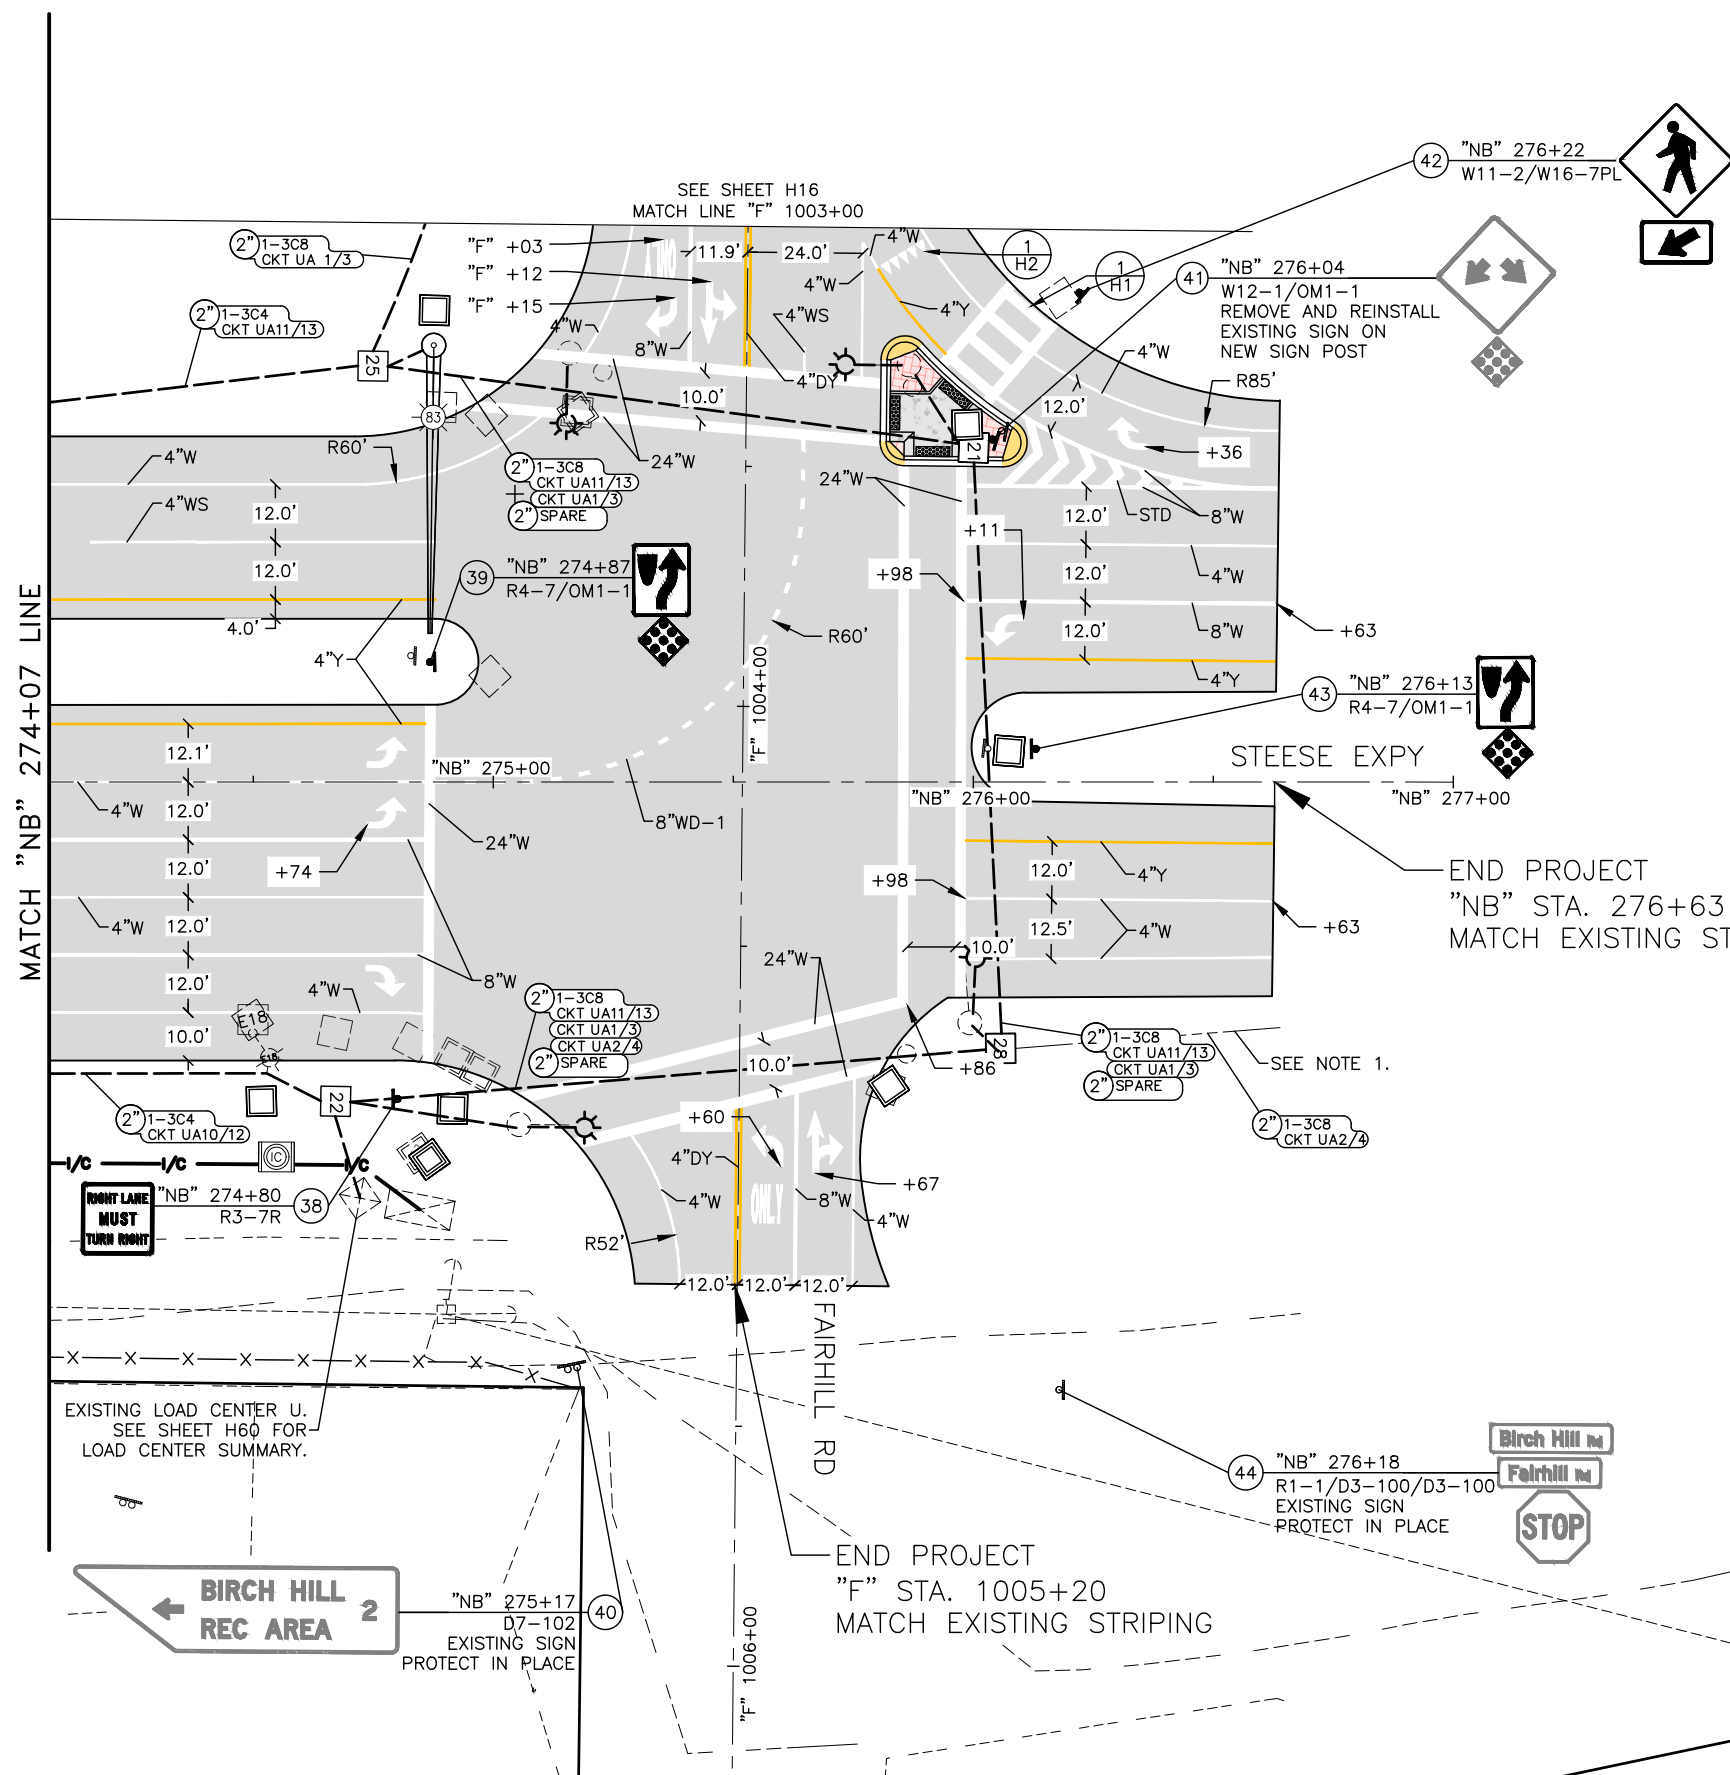 SEE SHEET H16
MATCH LINE "F" 1003+00
MATCH "NB" 274+07 LINE
2" 1-3C8
CKT UA 1/3
2" 1-3C4
CKT UA11/13
25
83
"F" +03
"F" +12
"F" +15
ONLY
11.9'
24.0'
4"W
4"W
4"W
4"WS
8"W
4"DY
4"Y
10.0'
1
H2
1
H1
42
"NB" 276+22
W11-2/W16-7PL
41
"NB" 276+04
W12-1/OM1-1
REMOVE AND REINSTALL
EXISTING SIGN ON
NEW SIGN POST
4"W
R85'
12.0'
+36
21
R60'
4"W
4"WS
12.0'
12.0'
4.0'
2" 1-3C8
CKT UA11/13
CKT UA1/3
2" SPARE
24"W
24"W
STD
8"W
12.0'
+11
4"W
12.0'
+98
8"W
12.0'
+63
4"Y
39
"NB" 274+87
R4-7/OM1-1
4"Y
R60'
"F" 1004+00
43
"NB" 276+13
R4-7/OM1-1
STEESE EXPY
"NB" 275+00
"NB" 276+00
"NB" 277+00
12.1'
4"W
12.0'
24"W
8"WD-1
12.0'
+74
4"W
12.0'
8"W
12.0'
4"W
10.0'
+98
12.0'
4"Y
12.5'
4"W
+63
10.0'
END PROJECT
"NB" STA. 276+63
MATCH EXISTING ST
24"W
E18
E18
2" 1-3C8
CKT UA11/13
CKT UA1/3
CKT UA2/4
2" SPARE
10.0'
+86
28
2" 1-3C8
CKT UA11/13
CKT UA1/3
2" SPARE
SEE NOTE 1.
2" 1-3C8
CKT UA2/4
22
2" 1-3C4
CKT UA10/12
I/C
I/C
IC
I/C
RIGHT LANE
MUST
TURN RIGHT
"NB" 274+80
R3-7R
38
+60
4"DY
4"W
ONLY
8"W
+67
4"W
R52'
12.0'
12.0'
12.0'
FAIRHILL RD
EXISTING LOAD CENTER U.
SEE SHEET H60 FOR
LOAD CENTER SUMMARY.
44
"NB" 276+18
R1-1/D3-100/D3-100
EXISTING SIGN
PROTECT IN PLACE
Birch Hill Rd
Fairhill Rd
STOP
END PROJECT
"F" STA. 1005+20
MATCH EXISTING STRIPING
BIRCH HILL 2
REC AREA
"NB" 275+17
D7-102
EXISTING SIGN
PROTECT IN PLACE
40
"F" 1006+00